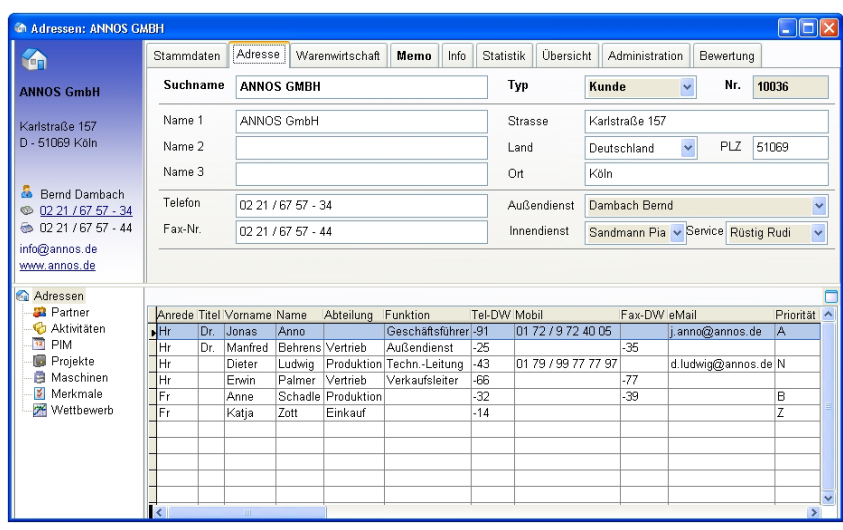 Adressen: ANNOS GMBH
ANNOS GmbH
Karlstraße 157
D - 51069 Köln
Bernd Dambach
02 21 / 67 57 - 34
02 21 / 67 57 - 44
info@annos.de
www.annos.de
Stammdaten Adresse Warenwirtschaft Memo Info Statistik Übersicht Administration Bewertung
Suchname ANNOS GMBH Typ Kunde Nr. 10036
Name 1 ANNOS GmbH Strasse Karlstraße 157
Name 2 Land Deutschland PLZ 51069
Name 3 Ort Köln
Telefon 02 21 / 67 57 - 34 Außendienst Dambach Bernd
Fax-Nr. 02 21 / 67 57 - 44 Innendienst Sandmann Pia Service Rüstig Rudi
Adressen
Partner
Aktivitäten
PIM
Projekte
Maschinen
Merkmale
Wettbewerb
Anrede Titel Vorname Name Abteilung Funktion Tel-DW Mobil Fax-DW eMail Priorität
Hr Dr. Jonas Anno Geschäftsführer -91 01 72 / 9 72 40 05 j.anno@annos.de A
Hr Dr. Manfred Behrens Vertrieb Außendienst -25 -35
Hr Dieter Ludwig Produktion Techn.-Leitung -43 01 79 / 99 77 77 97 d.ludwig@annos.de N
Hr Erwin Palmer Vertrieb Verkaufsleiter -66 -77
Fr Anne Schadle Produktion -32 -39 B
Fr Katja Zott Einkauf -14 Z